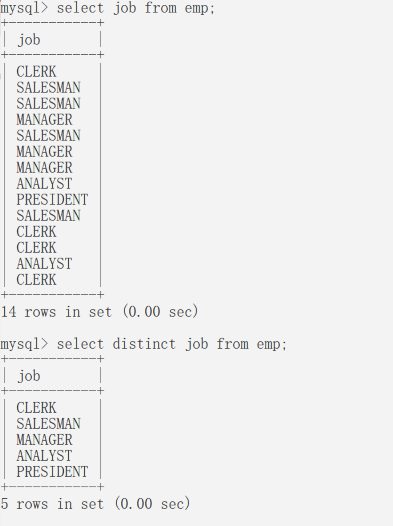 mysql> select job from emp;
+-----------+
| job       |
+-----------+
| CLERK     |
| SALESMAN  |
| SALESMAN  |
| MANAGER   |
| SALESMAN  |
| MANAGER   |
| MANAGER   |
| ANALYST   |
| PRESIDENT |
| SALESMAN  |
| CLERK     |
| CLERK     |
| ANALYST   |
| CLERK     |
+-----------+
14 rows in set (0.00 sec)
mysql> select distinct job from emp;
+-----------+
| job       |
+-----------+
| CLERK     |
| SALESMAN  |
| MANAGER   |
| ANALYST   |
| PRESIDENT |
+-----------+
5 rows in set (0.00 sec)